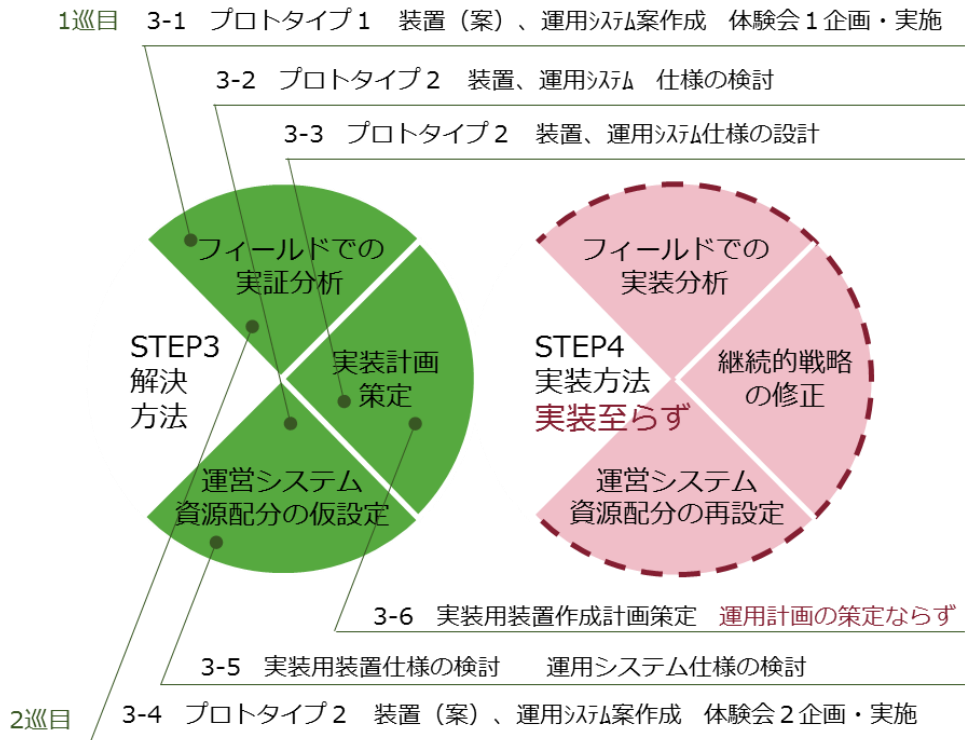 1巡目 3-1 プロトタイプ１ 装置（案）、運用ｼｽﾃﾑ案作成 体験会１企画・実施
3-2 プロトタイプ２ 装置、運用ｼｽﾃﾑ 仕様の検討
3-3 プロトタイプ２ 装置、運用ｼｽﾃﾑ仕様の設計
フィールドでの
実証分析
STEP3
解決
方法
実装計画
策定
運営システム
資源配分の仮設定
フィールドでの
実装分析
STEP4
実装方法
実装至らず
継続的戦略
の修正
運営システム
資源配分の再設定
3-6 実装用装置作成計画策定 運用計画の策定ならず
3-5 実装用装置仕様の検討 運用システム仕様の検討
2巡目 3-4 プロトタイプ２ 装置（案）、運用ｼｽﾃﾑ案作成 体験会２企画・実施